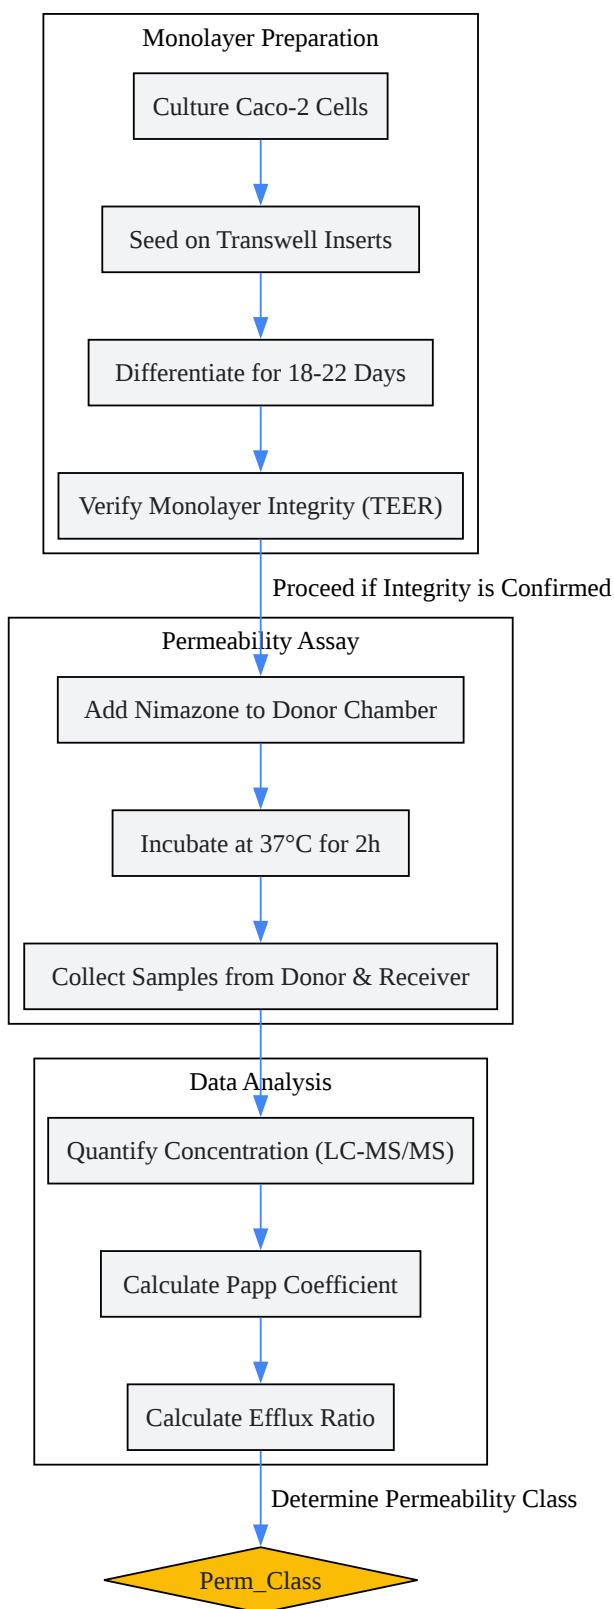 Monolayer Preparation
Culture Caco-2 Cells
Seed on Transwell Inserts
Differentiate for 18-22 Days
Verify Monolayer Integrity (TEER)
Proceed if Integrity is Confirmed
Permeability Assay
Add Nimazone to Donor Chamber
Incubate at 37°C for 2h
Collect Samples from Donor & Receiver
Data Analysis
Quantify Concentration (LC-MS/MS)
Calculate Papp Coefficient
Calculate Efflux Ratio
Determine Permeability Class
Perm_Class